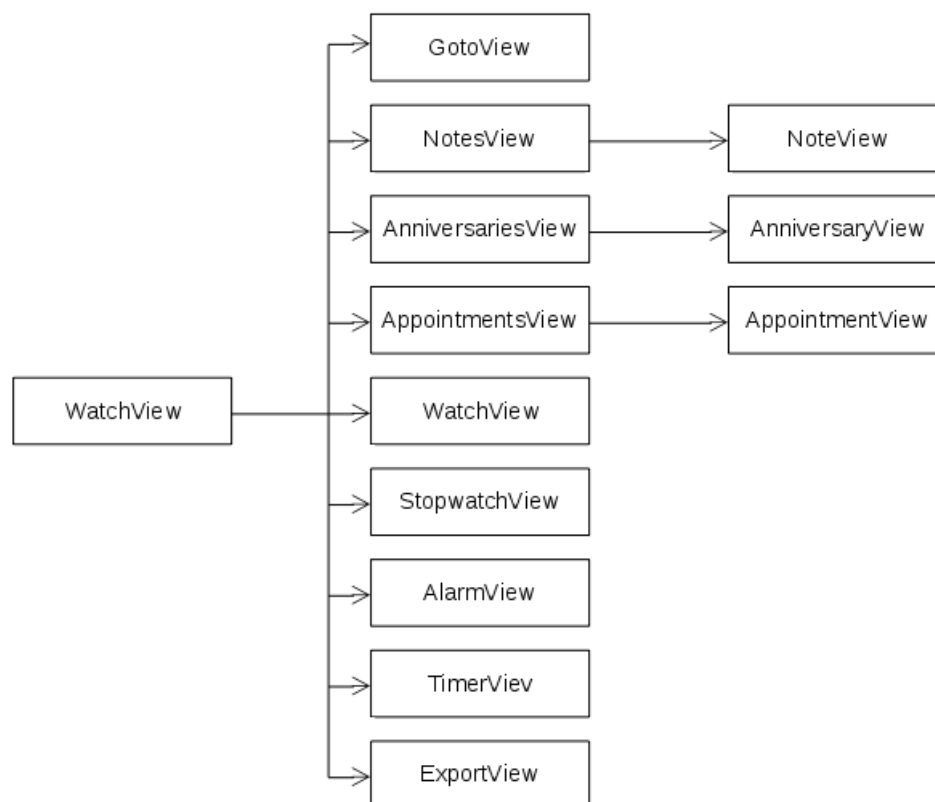 GotoView
NotesView
NoteView
AnniversariesView
AnniversaryView
AppointmentsView
AppointmentView
WatchView
WatchView
StopwatchView
AlarmView
TimerViev
ExportView